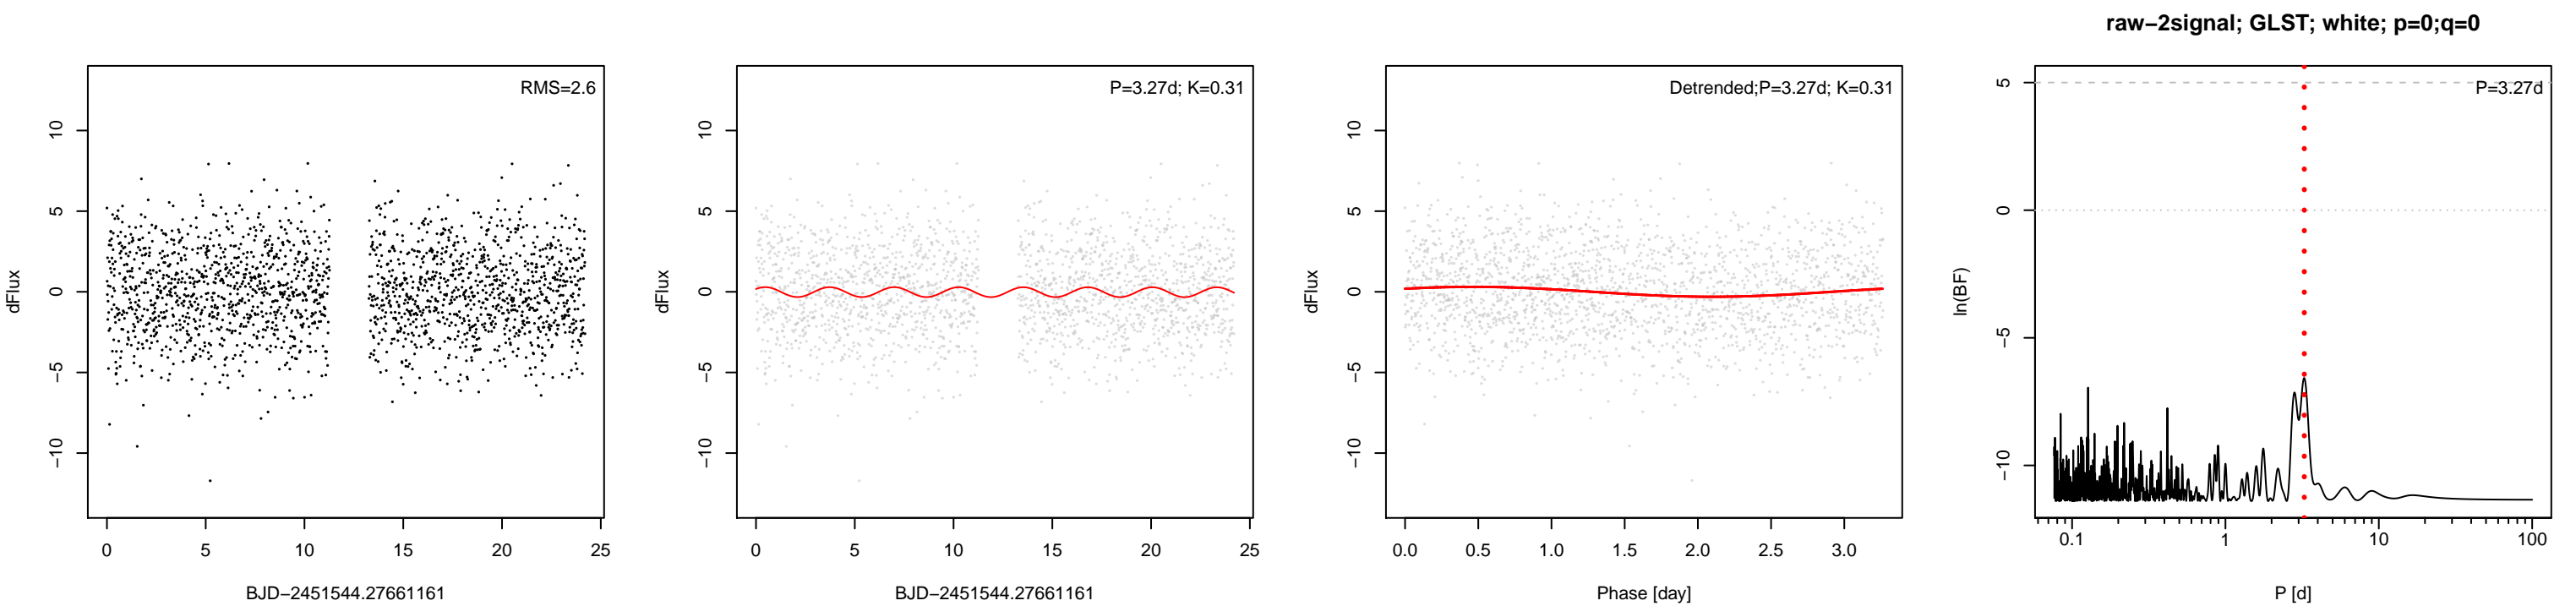 raw−2signal; GLST; white; p=0;q=0
RMS=2.6
dFlux
10
5
0
−5
−10
0 5 10 15 20 25
BJD−2451544.27661161
P=3.27d; K=0.31
dFlux
10
5
0
−5
−10
0 5 10 15 20 25
BJD−2451544.27661161
Detrended;P=3.27d; K=0.31
dFlux
10
5
0
−5
−10
0.0 0.5 1.0 1.5 2.0 2.5 3.0
Phase [day]
P=3.27d
ln(BF)
5
0
−5
−10
0.1 1 10 100
P [d]